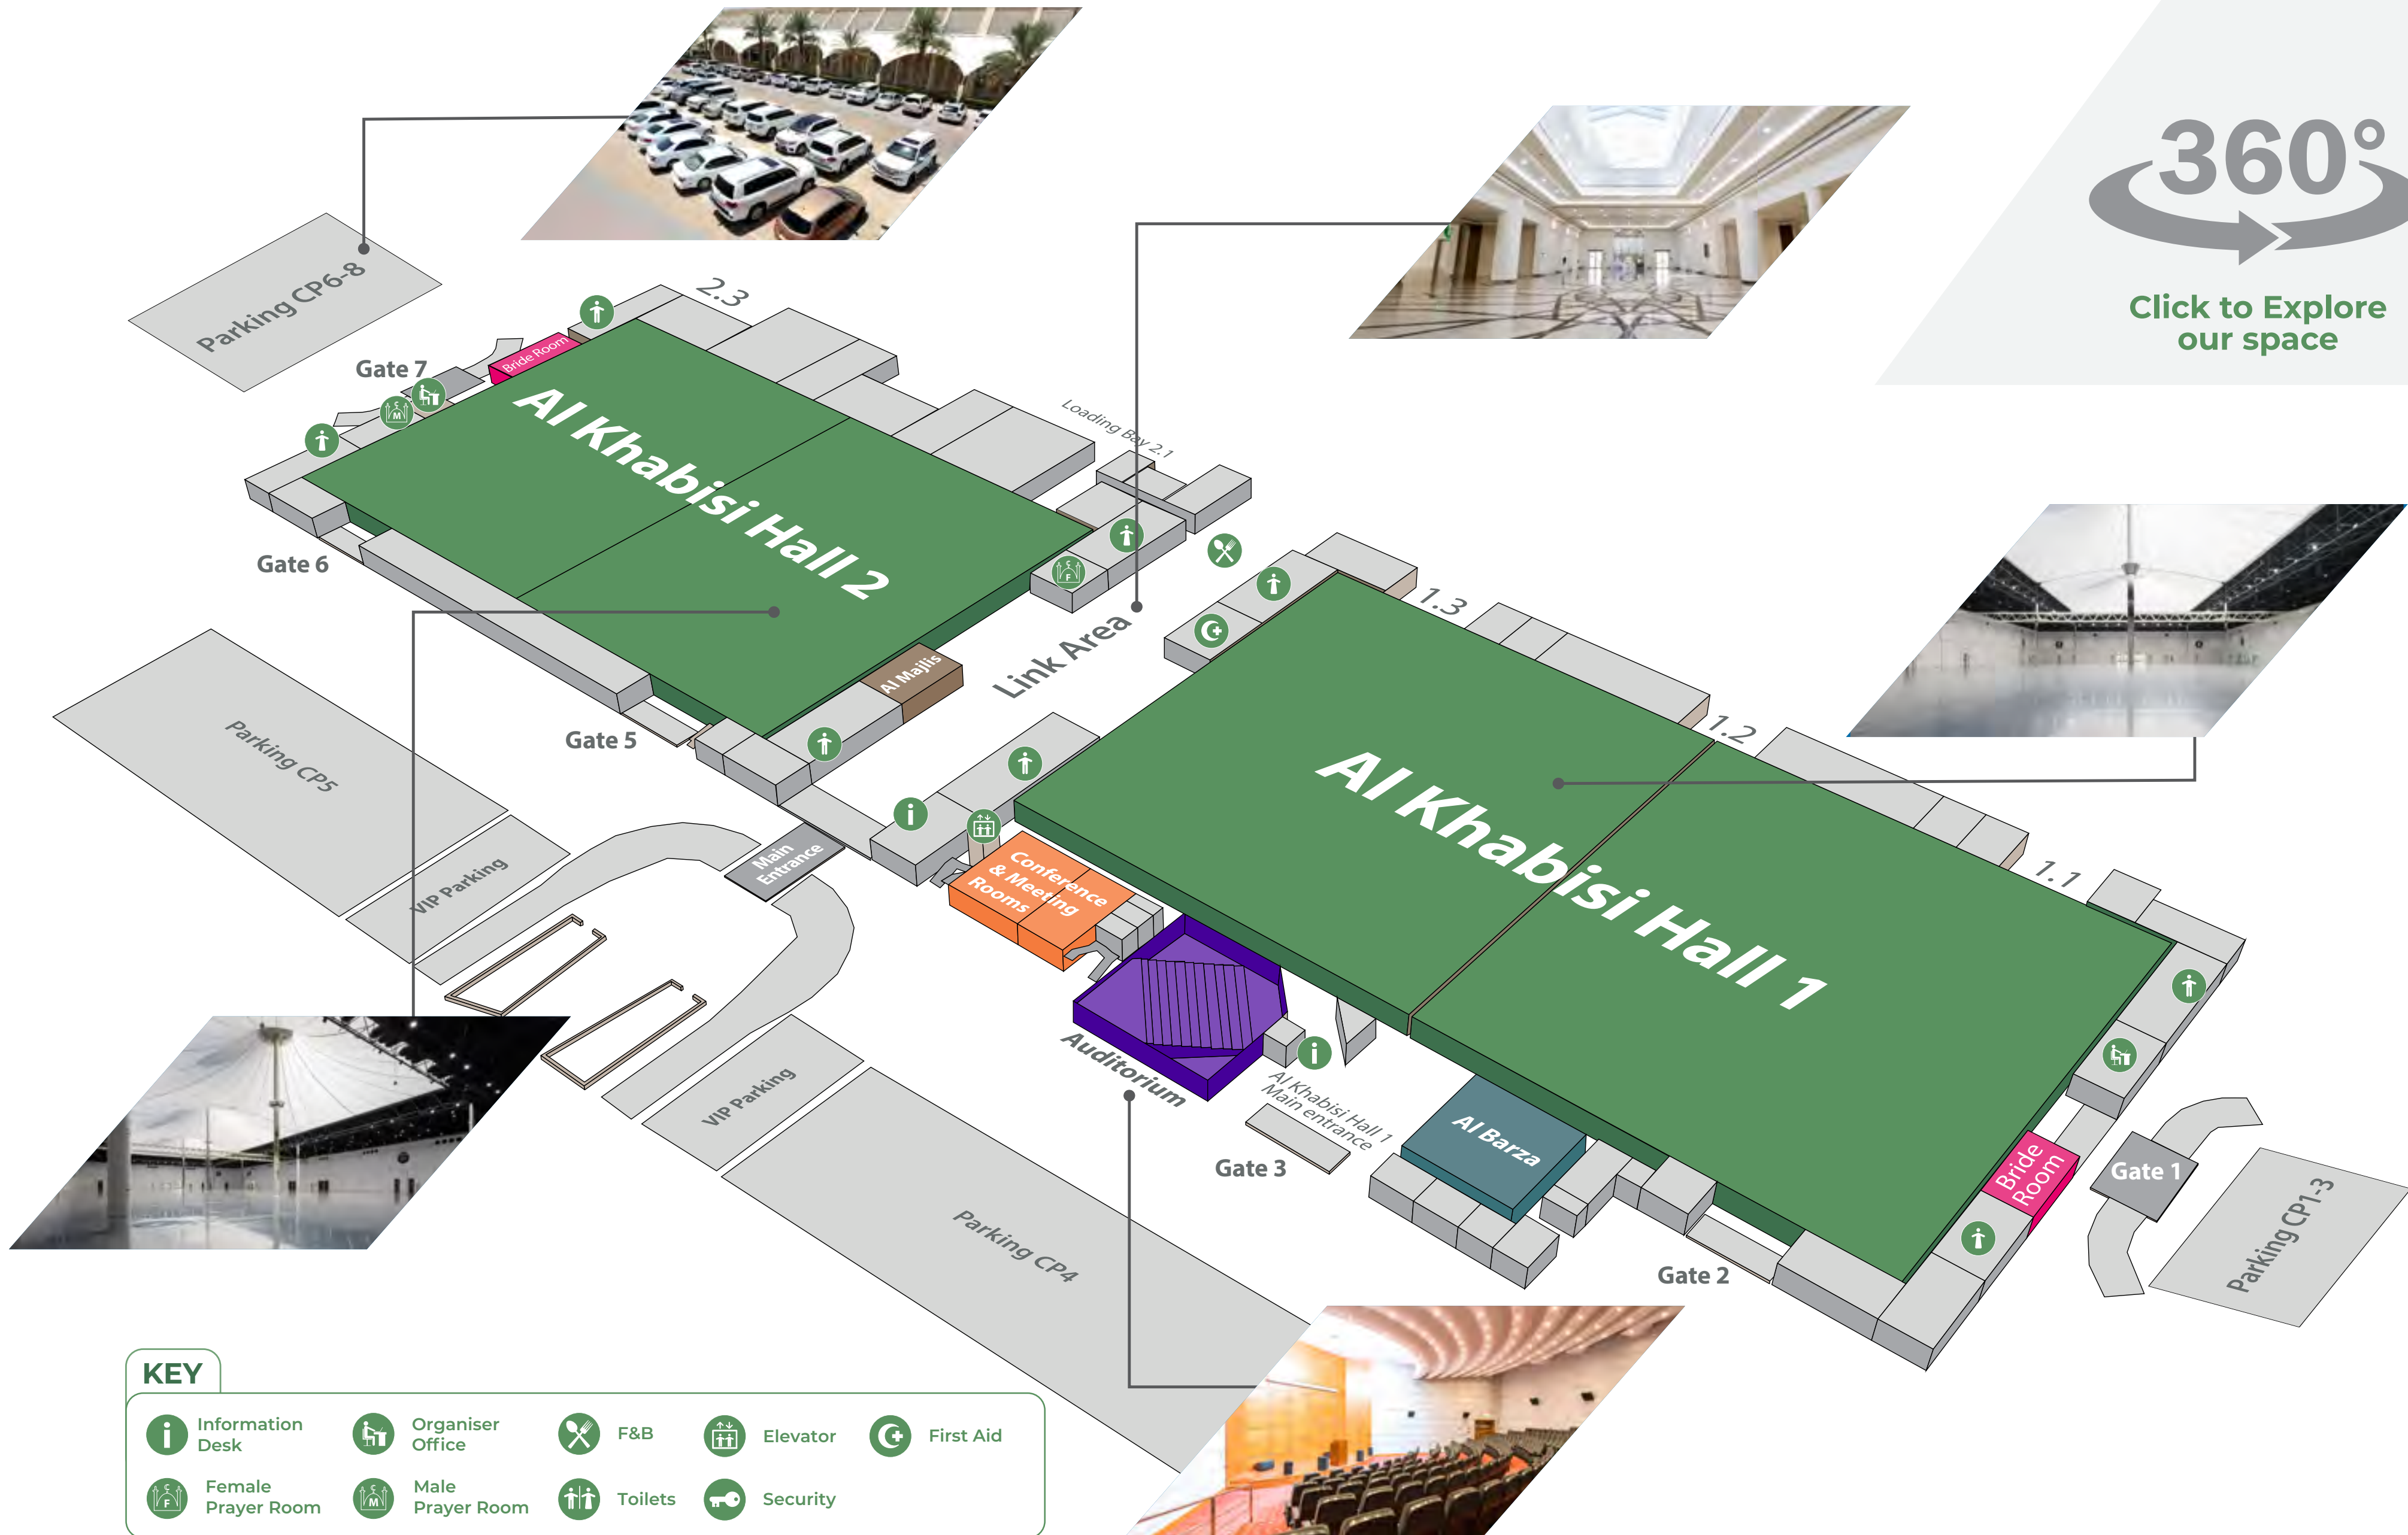 360°
Click to Explore
our space
Parking CP6-8
2.3
Gate 7
Bride Room
Al Khabisi Hall 2
Loading Bay 2.1
Gate 6
Link Area
Al Majlis
Gate 5
Parking CP5
VIP Parking
Main
Entrance
1.3
1.2
1.1
Al Khabisi Hall 1
Conference
& Meeting
Rooms
Auditorium
Al Khabisi Hall 1
Main entrance
Gate 3
Al Barza
VIP Parking
Parking CP4
Gate 2
Bride
Room
Gate 1
Parking CP1-3
KEY
Information
Desk
Organiser
Office
F&B
Elevator
First Aid
Female
Prayer Room
Male
Prayer Room
Toilets
Security